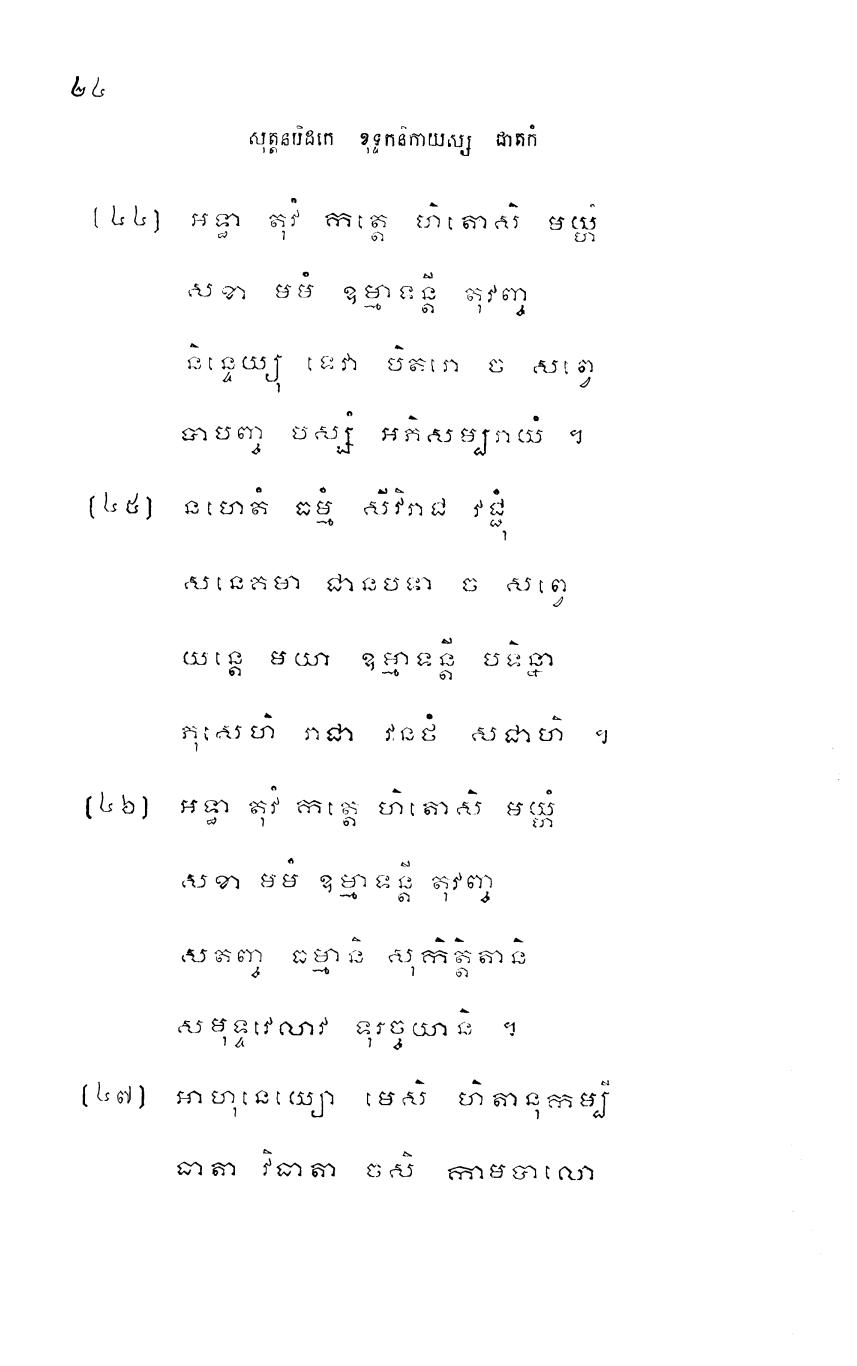 ២៤
សុត្តនបិដកេ ខុទ្ទកនិកាយស្ស ជាតកំ
(៤៤) អទ្ធា តុវំ កត្តេ ហិតោសិ មយ្ហំ
សខា មមំ ឧម្មាទន្តី តុវញ្ច
និន្ទេយ្យុ ទេវា បិតរោ ច សព្វេ
បាបញ្ច បស្សំ អភិសម្បរាយំ ។
(៤៥) នហេតំ ធម្មំ សីវិរាជ វជ្ជុំ
សនេគមា ជានបទា ច សព្វេ
យន្តេ មយា ឧម្មាទន្តី បទិន្នា
ភុសេហិ រាជា វនថំ សជាហិ ។
(៤៦) អទ្ធា តុវំ កត្តេ ហិតោសិ មយ្ហំ
សខា មមំ ឧម្មាទន្តី តុវញ្ច
សតញ្ច ធម្មានិ សុកិត្តិតានិ
សមុទ្ទវេលាវ ទុរច្ចយានិ ។
(៤៧) អាហុនេយ្យោ មេសិ ហិតានុកម្បី
ធាតា វិធាតា ចសិ កាមបាលោ